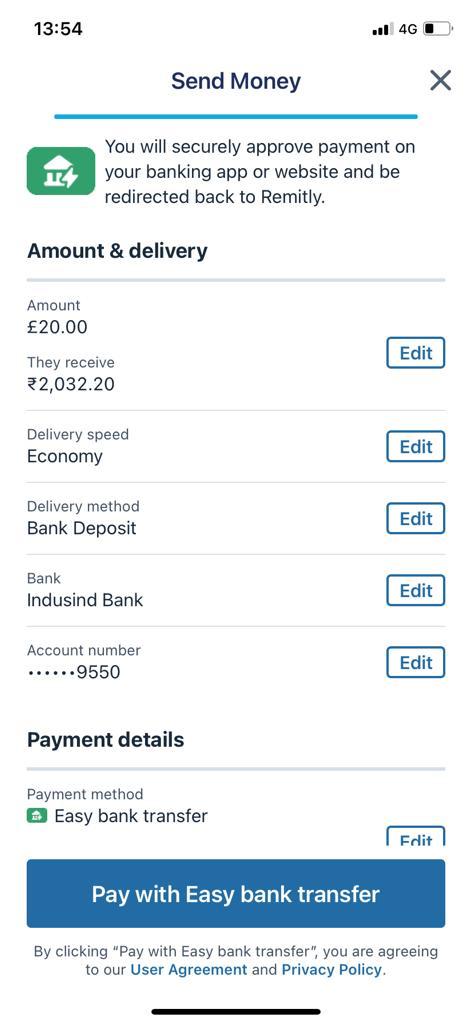 13:54
4G
Send Money
You will securely approve payment on
your banking app or website and be
redirected back to Remitly.
Amount & delivery
Amount
£20.00
They receive
₹2,032.20
Edit
Delivery speed
Economy
Edit
Delivery method
Bank Deposit
Edit
Bank
Indusind Bank
Edit
Account number
······9550
Edit
Payment details
Payment method
Easy bank transfer
Edit
Pay with Easy bank transfer
By clicking “Pay with Easy bank transfer”, you are agreeing
to our User Agreement and Privacy Policy.